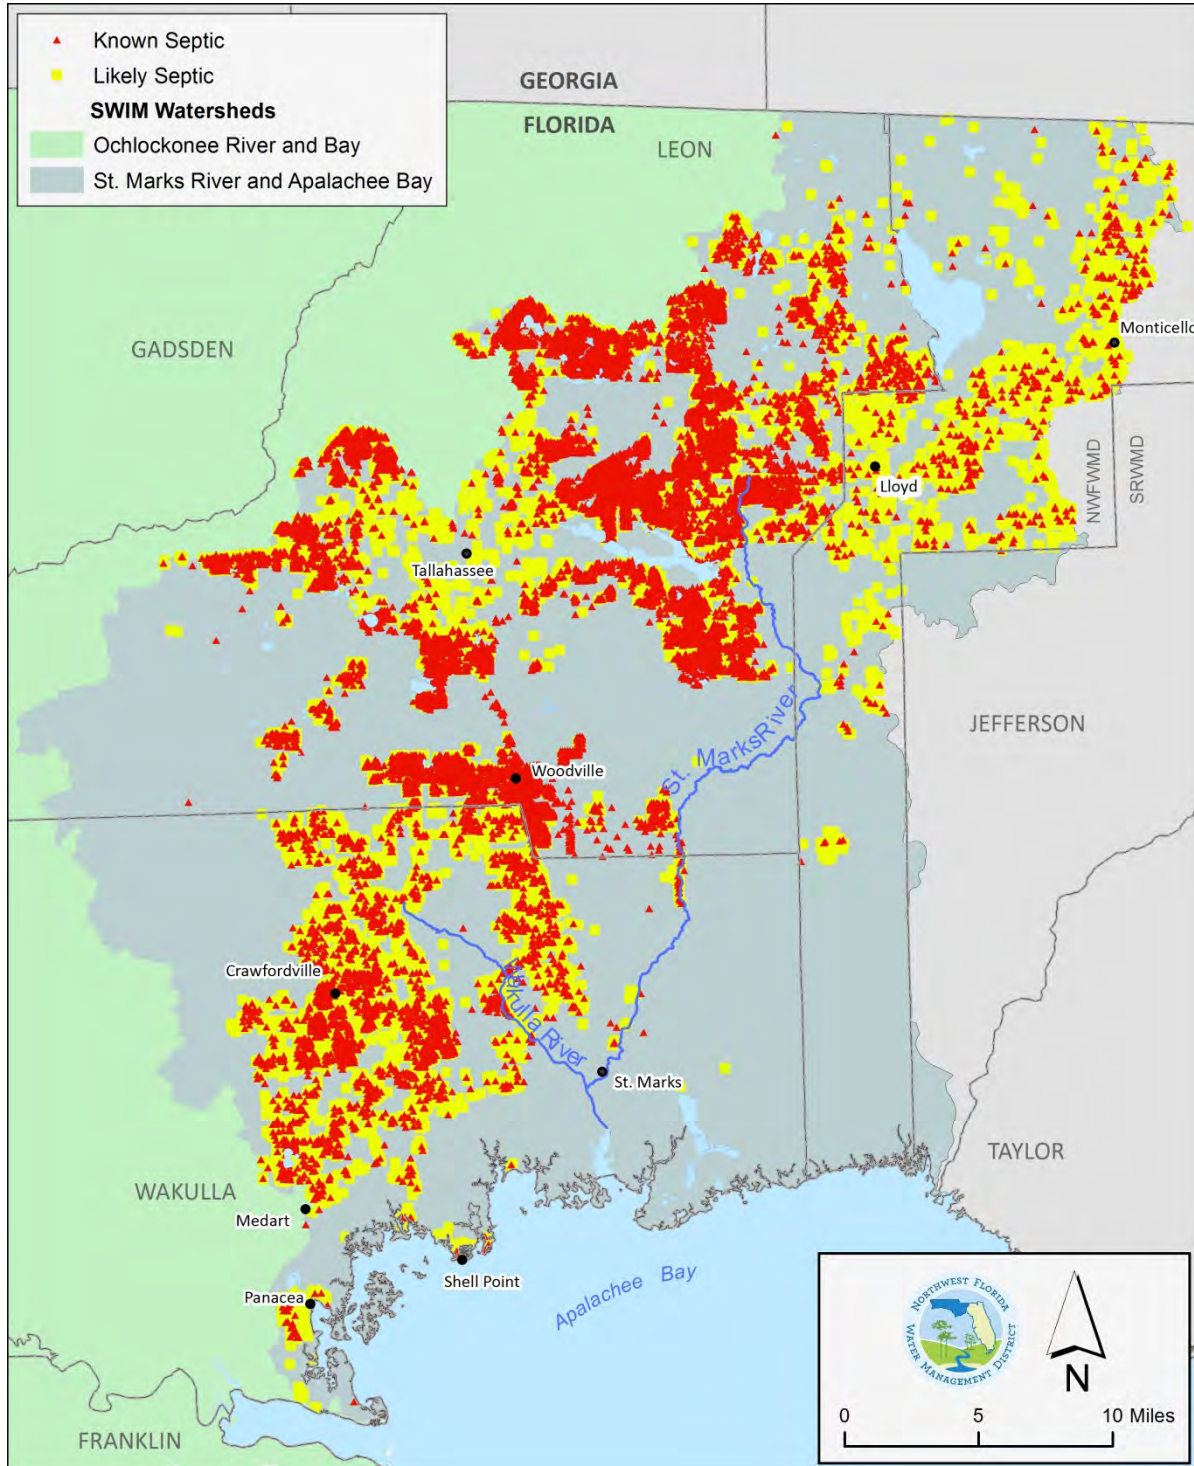 Known Septic
Likely Septic
SWIM Watersheds
Ochlockonee River and Bay
St. Marks River and Apalachee Bay
GEORGIA
FLORIDA
LEON
GADSDEN
Monticello
NWFWMD
SRWMD
Lloyd
Tallahassee
JEFFERSON
St. MarksRiver
Woodville
Crawfordville
Wakulla River
St. Marks
TAYLOR
WAKULLA
Medart
Shell Point
Panacea
Apalachee Bay
FRANKLIN
NORTHWEST FLORIDA
WATER MANAGEMENT DISTRICT
N
0 5 10 Miles